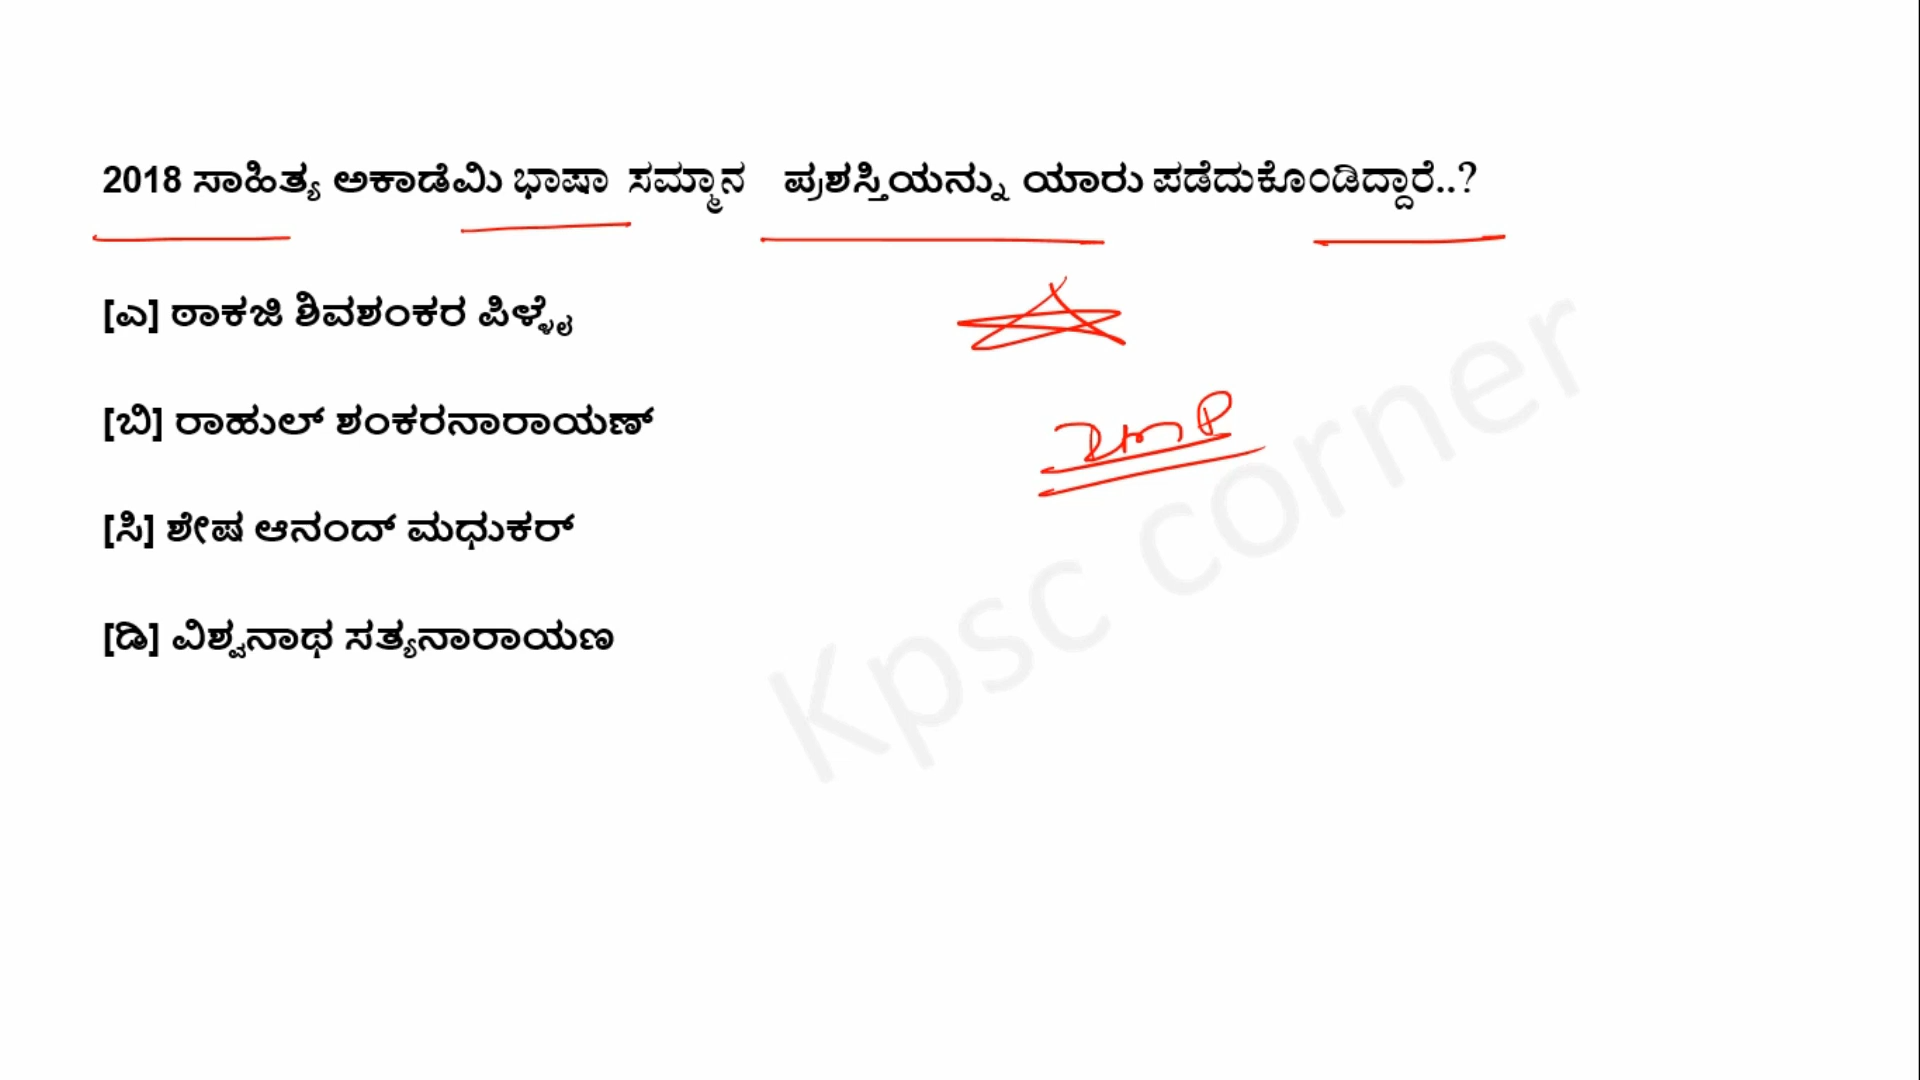 2018 ಸಾಹಿತ್ಯ ಅಕಾಡೆಮಿ ಭಾಷಾ ಸಮ್ಮಾನ ಪ್ರಶಸ್ತಿಯನ್ನು ಯಾರು ಪಡೆದುಕೊಂಡಿದ್ದಾರೆ..?
[ಎ] ಠಾಕಜಿ ಶಿವಶಂಕರ ಪಿಳ್ಳೈ
[ಬಿ] ರಾಹುಲ್ ಶಂಕರನಾರಾಯಣ್
IMP
[ಸಿ] ಶೇಷ ಆನಂದ್ ಮಧುಕರ್
[ಡಿ] ವಿಶ್ವನಾಥ ಸತ್ಯನಾರಾಯಣ
Kpsc corner